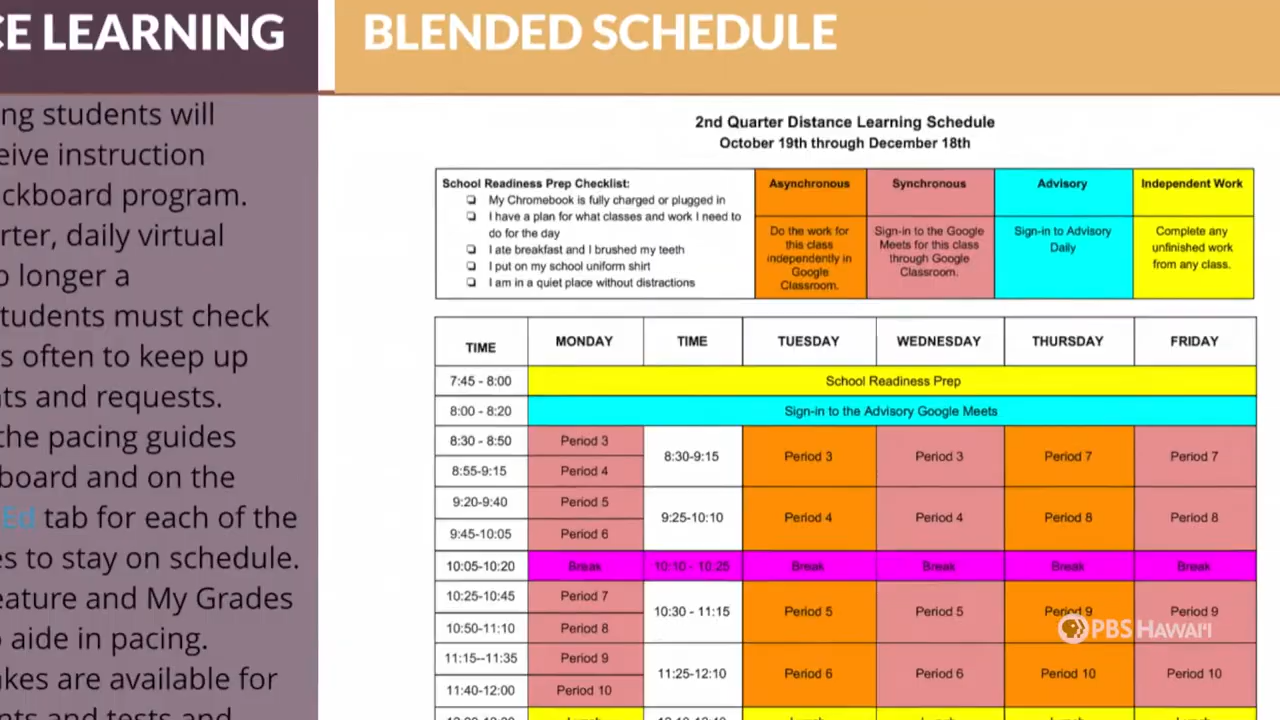 CE LEARNING
ng students will
eive instruction
ckboard program.
rter, daily virtual
o longer a
tudents must check
s often to keep up
nts and requests.
the pacing guides
board and on the
Ed tab for each of the
es to stay on schedule.
eature and My Grades
o aide in pacing.
akes are available for
nts and tests and
BLENDED SCHEDULE
2nd Quarter Distance Learning Schedule
October 19th through December 18th
School Readiness Prep Checklist:
My Chromebook is fully charged or plugged in
I have a plan for what classes and work I need to
do for the day
I ate breakfast and I brushed my teeth
I put on my school uniform shirt
I am in a quiet place without distractions
Asynchronous
Do the work for
this class
independently in
Google
Classroom.
Synchronous
Sign-in to the Google
Meets for this class
through Google
Classroom.
Advisory
Sign-in to Advisory
Daily
Independent Work
Complete any
unfinished work
from any class.
TIME MONDAY TIME TUESDAY WEDNESDAY THURSDAY FRIDAY
7:45 - 8:00 School Readiness Prep
8:00 - 8:20 Sign-in to the Advisory Google Meets
8:30 - 8:50 Period 3
8:30-9:15 Period 3 Period 3 Period 7 Period 7
8:55-9:15 Period 4
9:20-9:40 Period 5
9:25-10:10 Period 4 Period 4 Period 8 Period 8
9:45-10:05 Period 6
10:05-10:20 Break 10:10 - 10:25 Break Break Break Break
10:25-10:45 Period 7
10:30 - 11:15 Period 5 Period 5 Period 9 Period 9
10:50-11:10 Period 8
11:15--11:35 Period 9
11:25-12:10 Period 6 Period 6 Period 10 Period 10
11:40-12:00 Period 10
PBS HAWAI'I